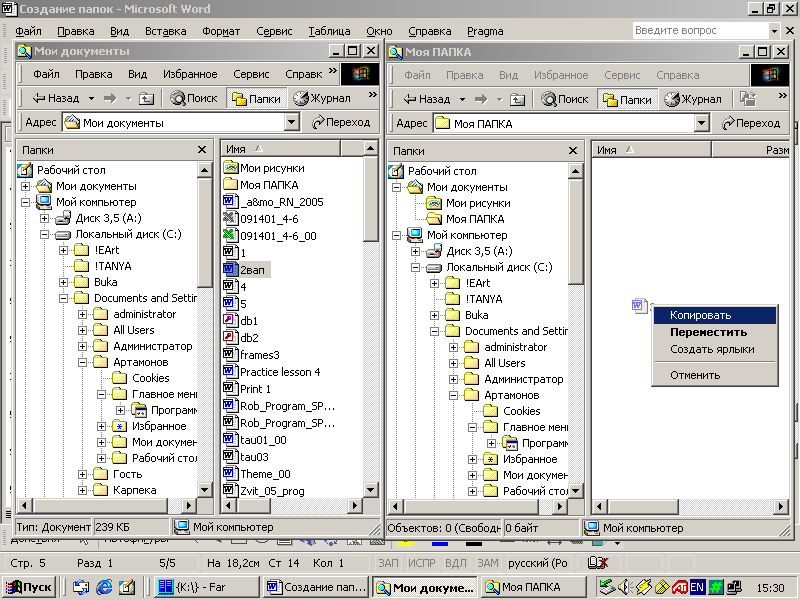 Создание папок - Microsoft Word
Файл Правка Вид Вставка Формат Сервис Таблица Окно Справка Pragma Введите вопрос
Мои документы
Файл Правка Вид Избранное Сервис Справк »
Назад Поиск Папки Журнал »
Адрес Мои документы Переход
Папки
Рабочий стол
Мои документы
Мой компьютер
Диск 3,5 (A:)
Локальный диск (C:)
!EArt
!TANYA
Buka
Documents and Settin
administrator
All Users
Администратор
Артамонов
Cookies
Главное мен
Програм
Избранное
Мои докумен
Рабочий стол
Гость
Карпека
Имя
Мои рисунки
Моя ПАПКА
_a&mo_RN_2005
091401_4-6
091401_4-6_00
1
2вап
4
5
db1
db2
frames3
Practice lesson 4
Print 1
Rob_Program_SP...
Rob_Program_SP...
tau01_00
tau03
Theme_00
Zvit_05_prog
Тип: Документ 239 КБ Мой компьютер
Моя ПАПКА
Файл Правка Вид Избранное Сервис Справка
Назад Поиск Папки Журнал »
Адрес Моя ПАПКА Переход
Папки
Рабочий стол
Мои документы
Мои рисунки
Моя ПАПКА
Мой компьютер
Диск 3,5 (A:)
Локальный диск (C:)
!EArt
!TANYA
Buka
Documents and Settin
administrator
All Users
Администратор
Артамонов
Cookies
Главное мен
Програм
Избранное
Мои докумен
Рабочий стол
Имя Разм
Копировать
Переместить
Создать ярлыки
Отменить
Объектов: 0 (Свободн 0 байт Мой компьютер
Стр. 5 Разд 1 5/5 На 18,2см Ст 14 Кол 1 ЗАП ИСПР ВДЛ ЗАМ русский (Ро
Пуск {K:\} - Far Создание пап... Мои докуме... Моя ПАПКА EN 15:30